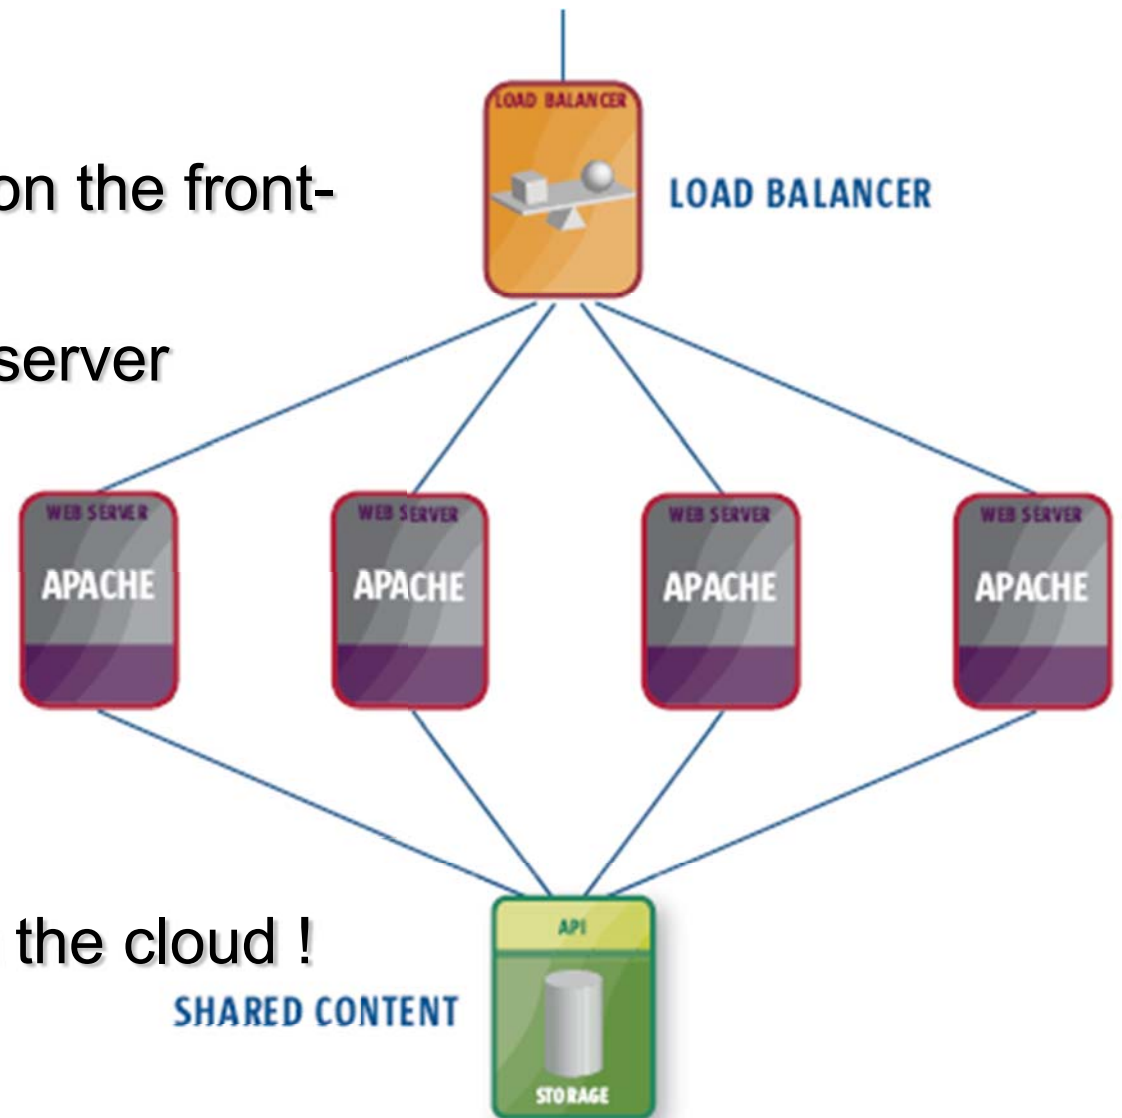 LOAD BALANCER
on the front-
LOAD BALANCER
server
WEB SERVER
APACHE
WEB SERVER
APACHE
WEB SERVER
APACHE
WEB SERVER
APACHE
API
the cloud !
SHARED CONTENT
STORAGE